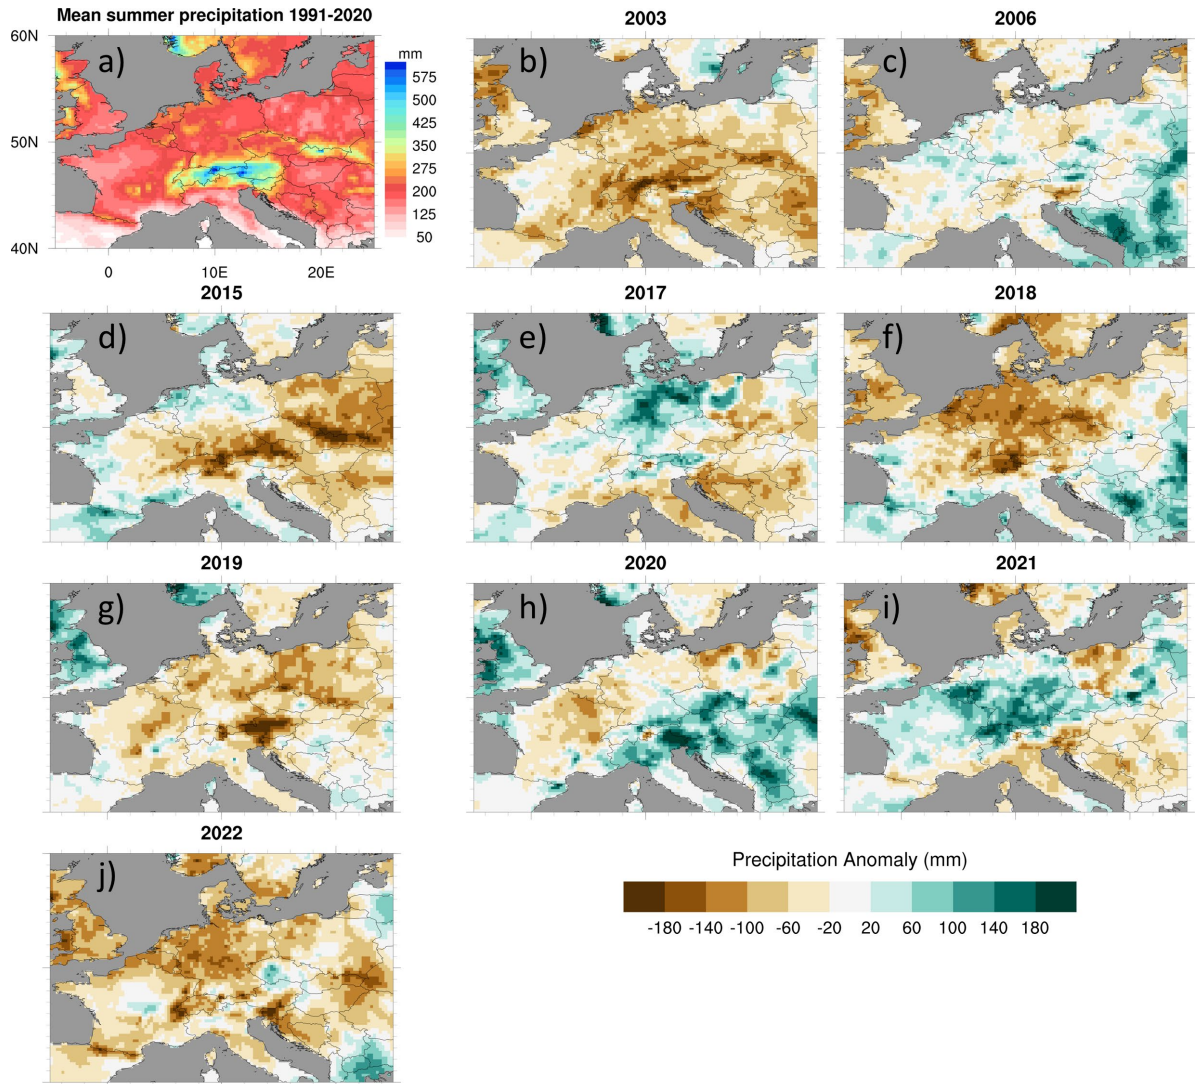 Mean summer precipitation 1991-2020
2003
2006
60N
50N
40N
0
10E
20E
a)
mm
575
500
425
350
275
200
125
50
b)
c)
2015
2017
2018
d)
e)
f)
2019
2020
2021
g)
h)
i)
2022
j)
Precipitation Anomaly (mm)
-180 -140 -100 -60 -20 20 60 100 140 180